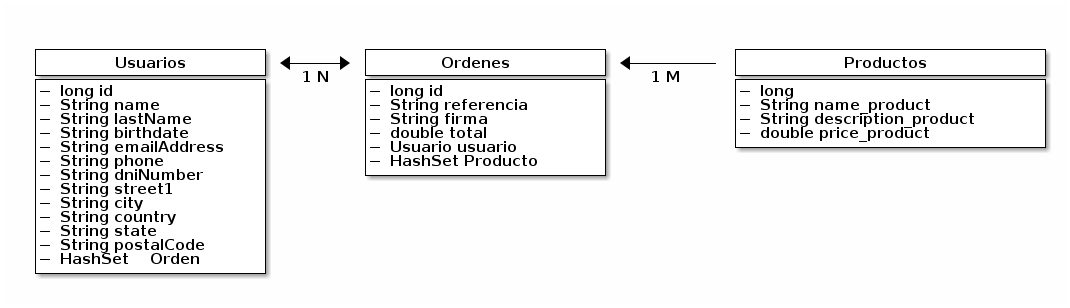 Usuarios
— long id
— String name
— String lastName
— String birthdate
— String emailAddress
— String phone
— String dniNumber
— String street1
— String city
— String country
— String state
— String postalCode
— HashSet Orden
1 N
Ordenes
— long id
— String referencia
— String firma
— double total
— Usuario usuario
— HashSet Producto
1 M
Productos
— long
— String name_product
— String description_product
— double price_product